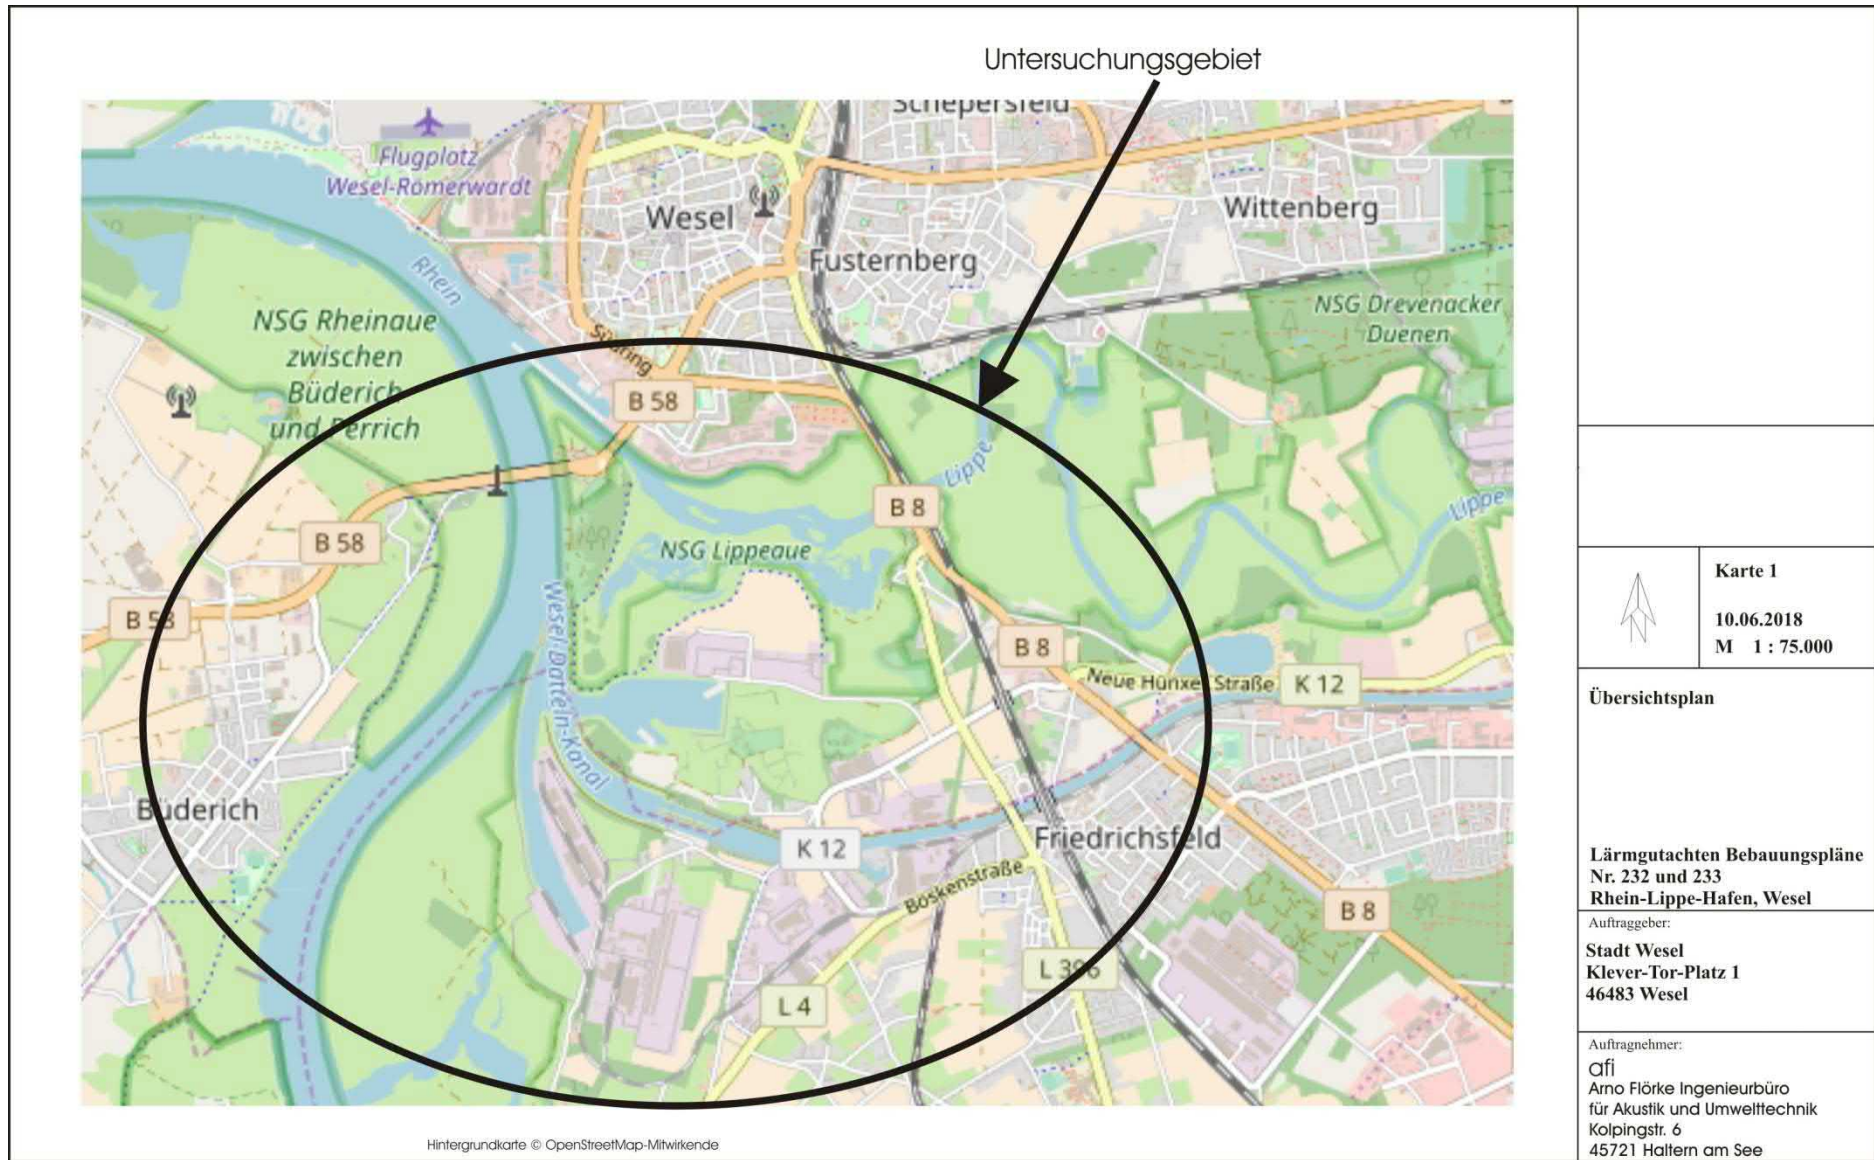 Untersuchungsgebiet
Schepersfeld
Flugplatz
Wesel-Römerwardt
Wesel
Wittenberg
Fusternberg
Rhein
NSG Drevenacker
Duenen
NSG Rheinaue
zwischen
Büderich
und Perrich
Südring
B 58
Lippe
Lippe
B 8
B 58
NSG Lippeaue
B 58
Wesel-Datteln-Kanal
B 8
Neue Hünxer Straße
K 12
Büderich
K 12
Friedrichsfeld
Böskenstraße
B 8
L 396
L 4
Hintergrundkarte © OpenStreetMap-Mitwirkende
N
Karte 1
10.06.2018
M 1 : 75.000
Übersichtsplan
Lärmgutachten Bebauungspläne
Nr. 232 und 233
Rhein-Lippe-Hafen, Wesel
Auftraggeber:
Stadt Wesel
Klever-Tor-Platz 1
46483 Wesel
Auftragnehmer:
afi
Arno Flörke Ingenieurbüro
für Akustik und Umwelttechnik
Kolpingstr. 6
45721 Haltern am See